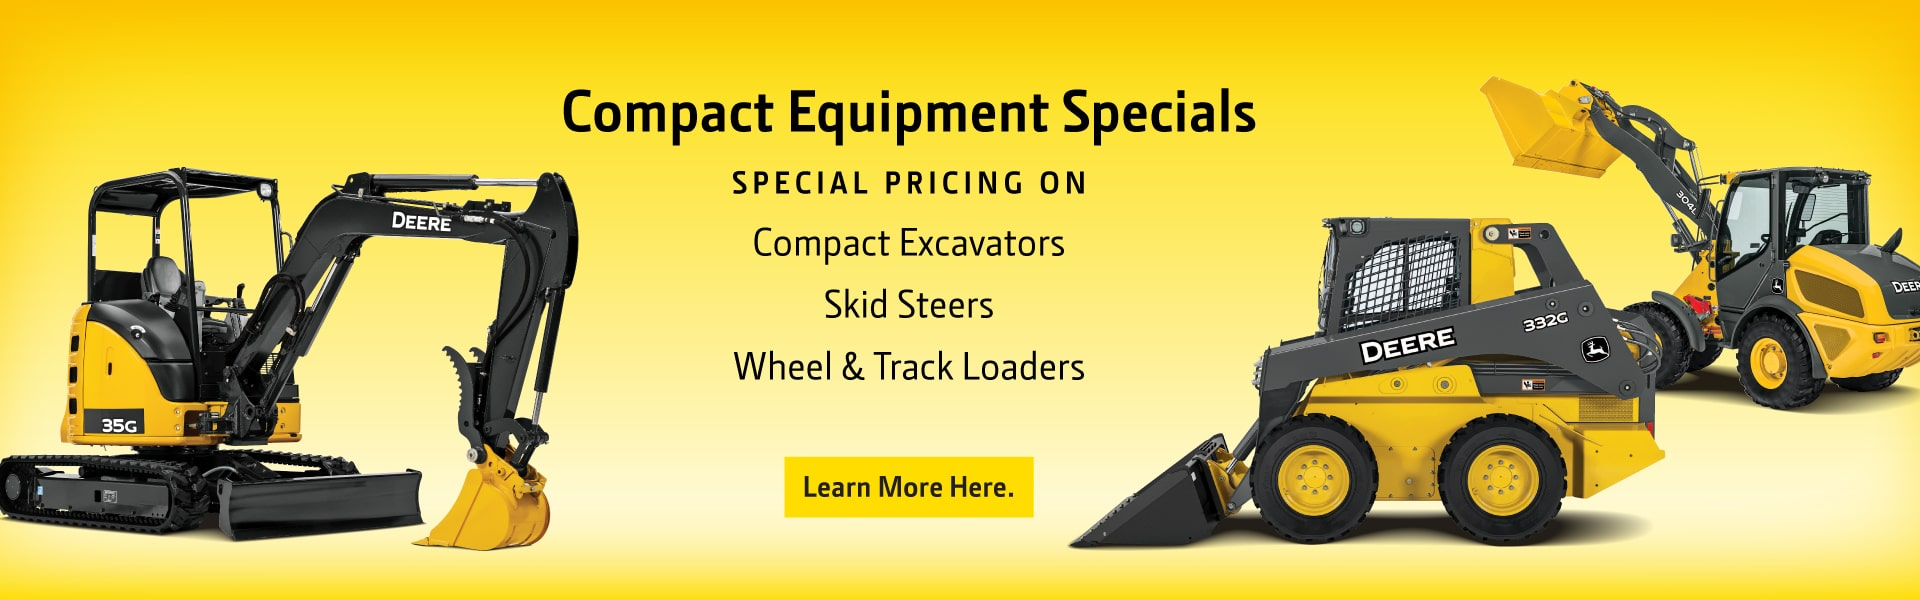 Compact Equipment Specials
SPECIAL PRICING ON
Compact Excavators
Skid Steers
Wheel & Track Loaders
Learn More Here.
DEERE
35G
DEERE
332G
304L